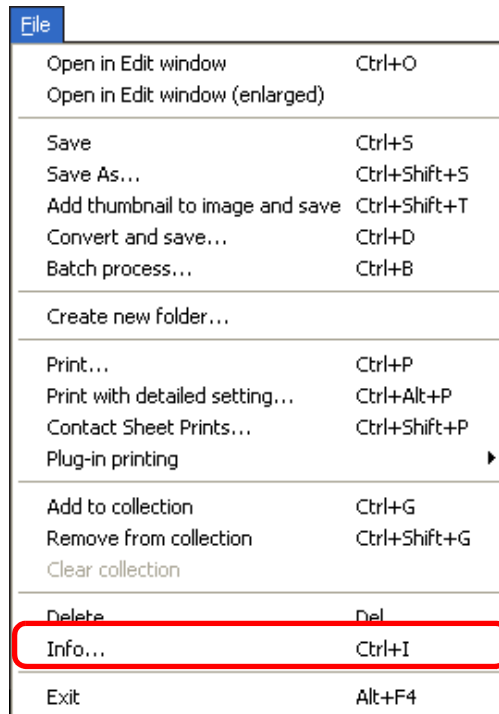 File
Open in Edit window Ctrl+O
Open in Edit window (enlarged)
Save Ctrl+S
Save As... Ctrl+Shift+S
Add thumbnail to image and save Ctrl+Shift+T
Convert and save... Ctrl+D
Batch process... Ctrl+B
Create new folder...
Print... Ctrl+P
Print with detailed setting... Ctrl+Alt+P
Contact Sheet Prints... Ctrl+Shift+P
Plug-in printing
Add to collection Ctrl+G
Remove from collection Ctrl+Shift+G
Clear collection
Delete Del
Info... Ctrl+I
Exit Alt+F4